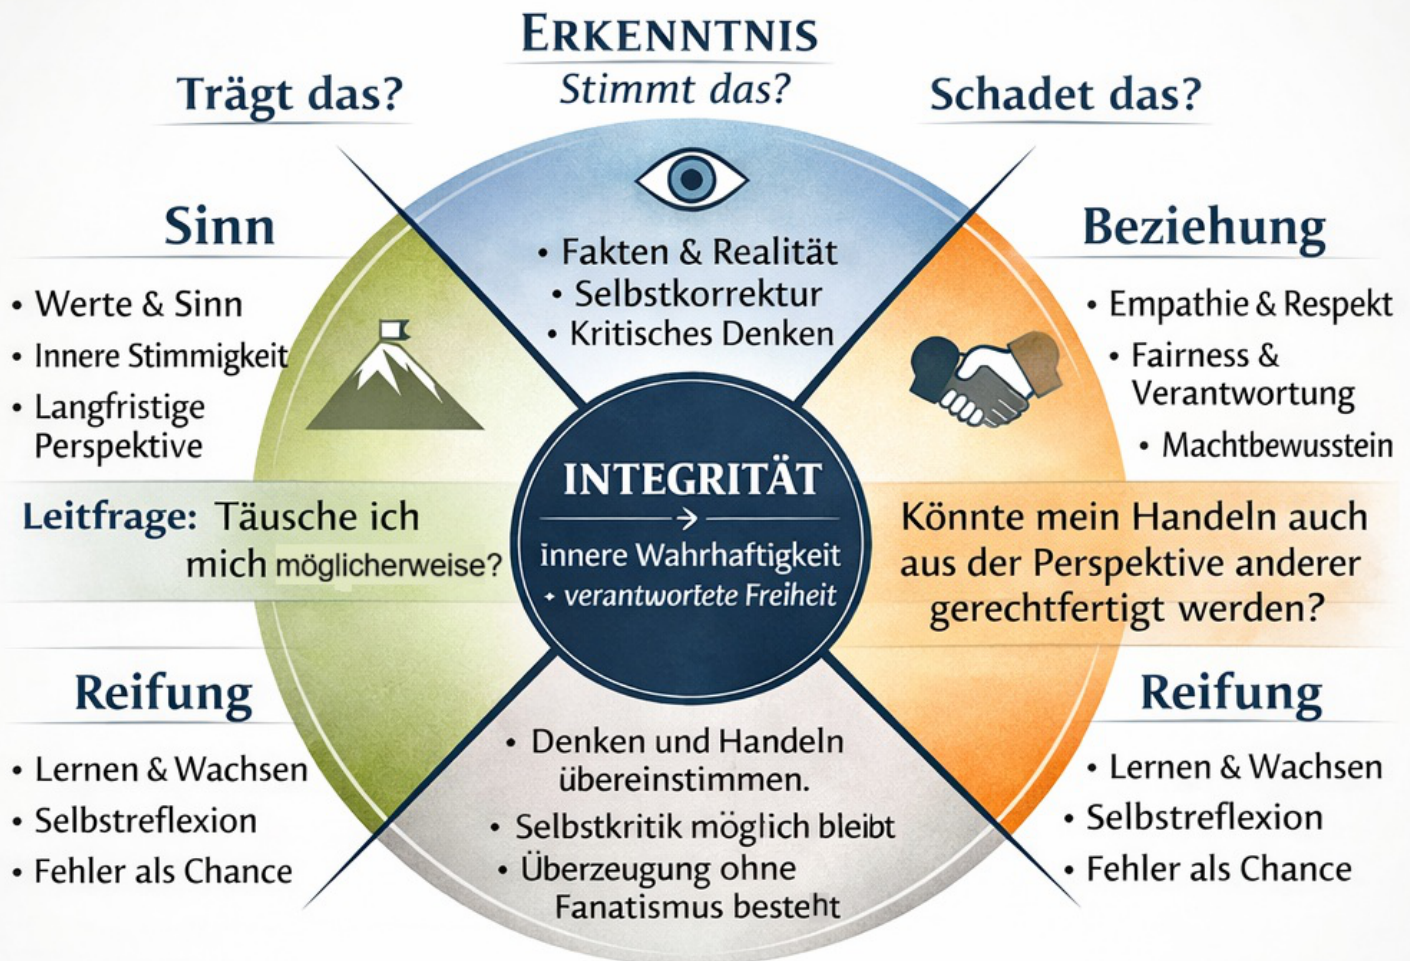 ERKENNTNIS
Stimmt das?
Trägt das?
Schadet das?
• Fakten & Realität
• Selbstkorrektur
• Kritisches Denken
Sinn
• Werte & Sinn
• Innere Stimmigkeit
• Langfristige
Perspektive
Beziehung
• Empathie & Respekt
• Fairness &
Verantwortung
• Machtbewusstein
INTEGRITÄT
→
innere Wahrhaftigkeit
+ verantwortete Freiheit
Leitfrage: Täusche ich
mich möglicherweise?
Könnte mein Handeln auch
aus der Perspektive anderer
gerechtfertigt werden?
Reifung
• Lernen & Wachsen
• Selbstreflexion
• Fehler als Chance
• Denken und Handeln
übereinstimmen.
• Selbstkritik möglich bleibt
• Überzeugung ohne
Fanatismus besteht
Reifung
• Lernen & Wachsen
• Selbstreflexion
• Fehler als Chance